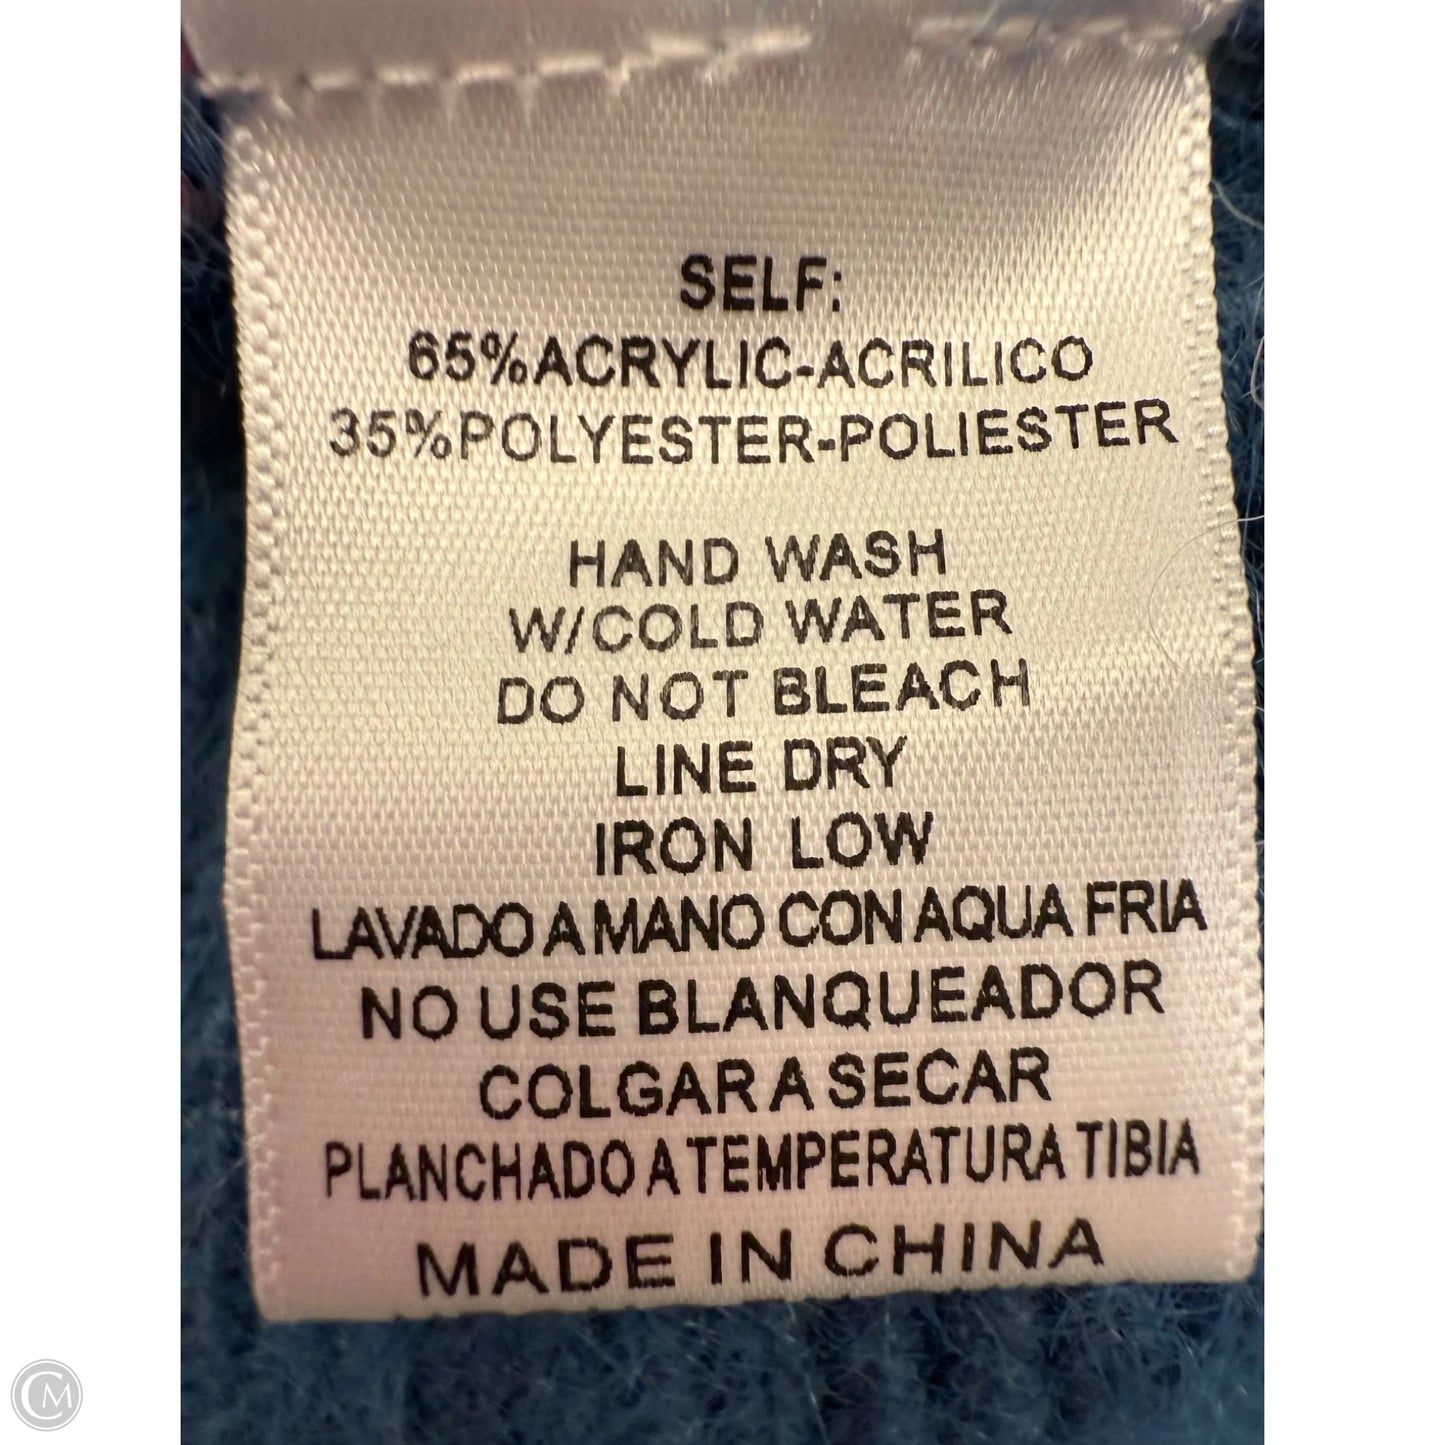 SELF:
65%ACRYLIC-ACRILICO
35%POLYESTER-POLIESTER
HAND WASH
W/COLD WATER
DO NOT BLEACH
LINE DRY
IRON LOW
LAVADO A MANO CON AQUA FRIA
NO USE BLANQUEADOR
COLGAR A SECAR
PLANCHADO A TEMPERATURA TIBIA
MADE IN CHINA
CM